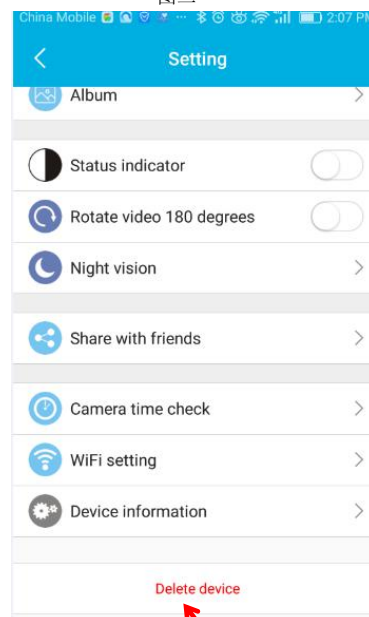 China Mobile ... 2:07 PM
Setting
Album
Status indicator
Rotate video 180 degrees
Night vision
Share with friends
Camera time check
WiFi setting
Device information
Delete device